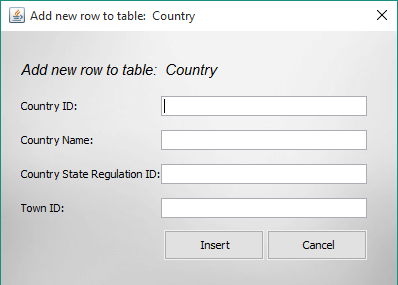 Add new row to table: Country
Add new row to table: Country
Country ID:
Country Name:
Country State Regulation ID:
Town ID:
Insert Cancel